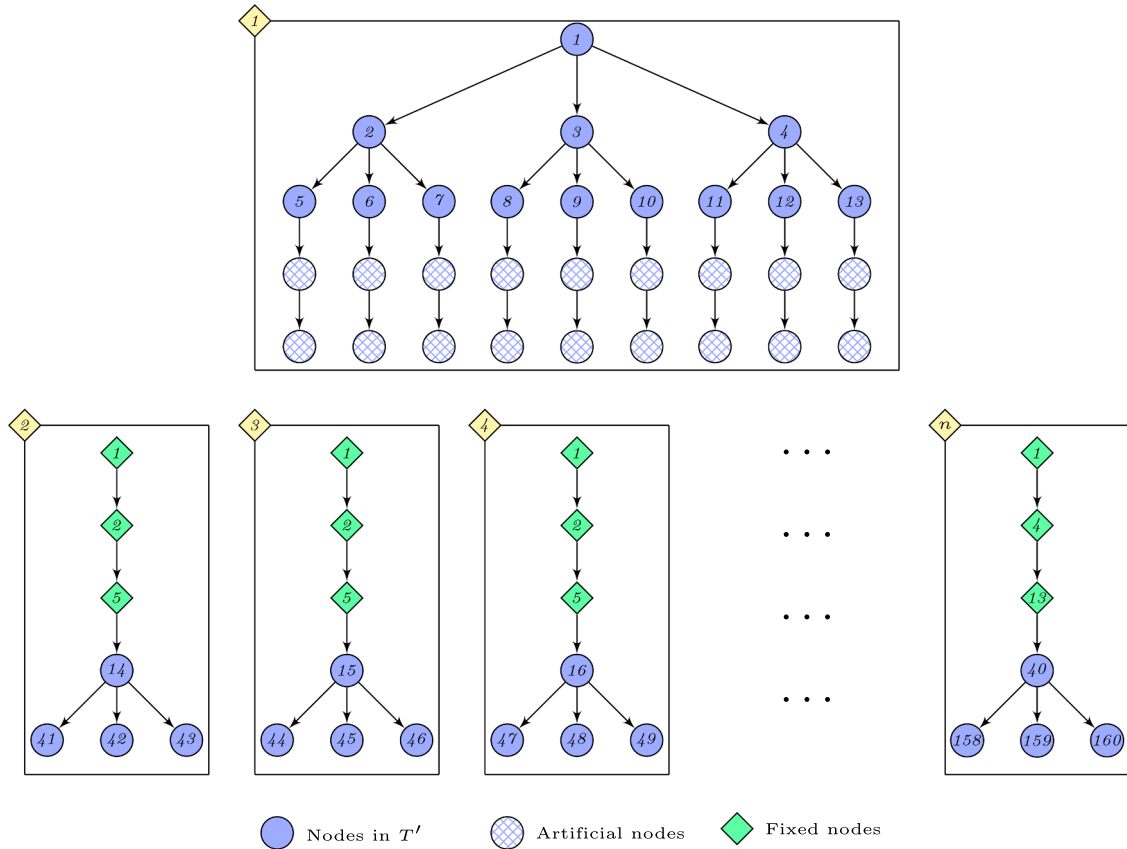 1
1
2 3 4
5 6 7 8 9 10 11 12 13
2 3 4 n
1 1 1 1
2 2 2 4
5 5 5 13
14 15 16 40
41 42 43 44 45 46 47 48 49 158 159 160
Nodes in T′ Artificial nodes Fixed nodes